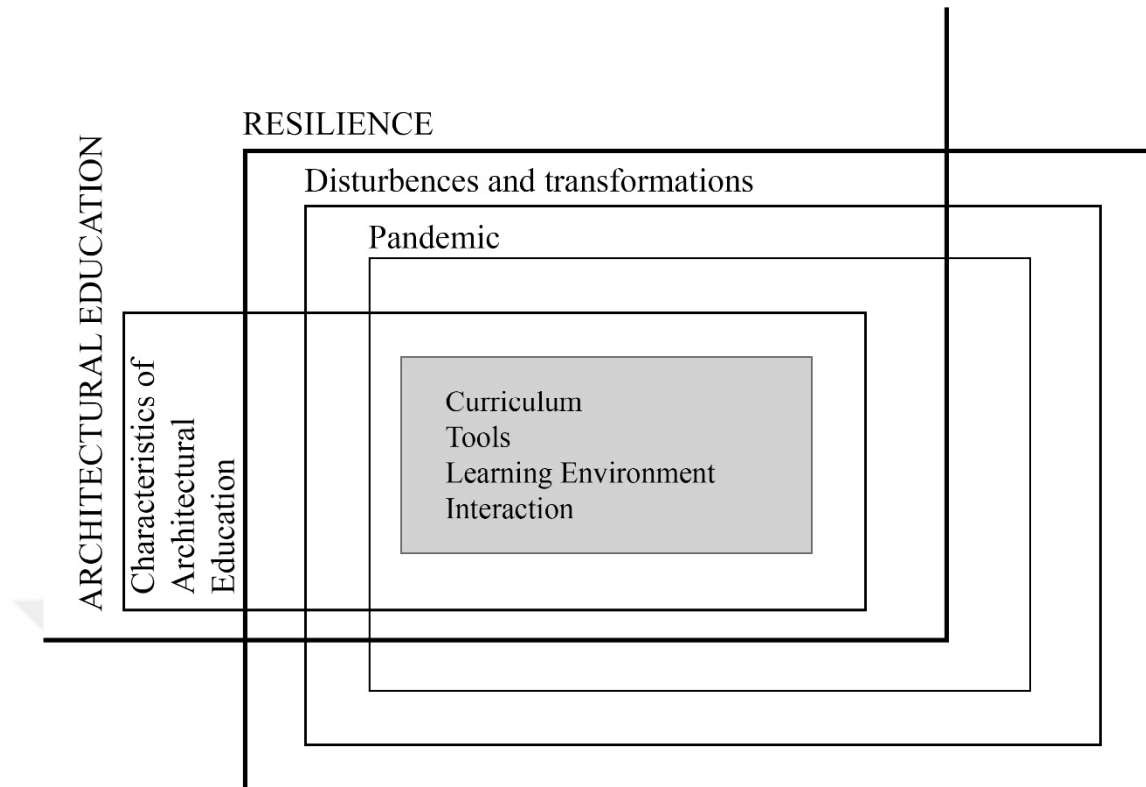 RESILIENCE
Disturbences and transformations
Pandemic
ARCHITECTURAL EDUCATION
Characteristics of
Architectural
Education
Curriculum
Tools
Learning Environment
Interaction